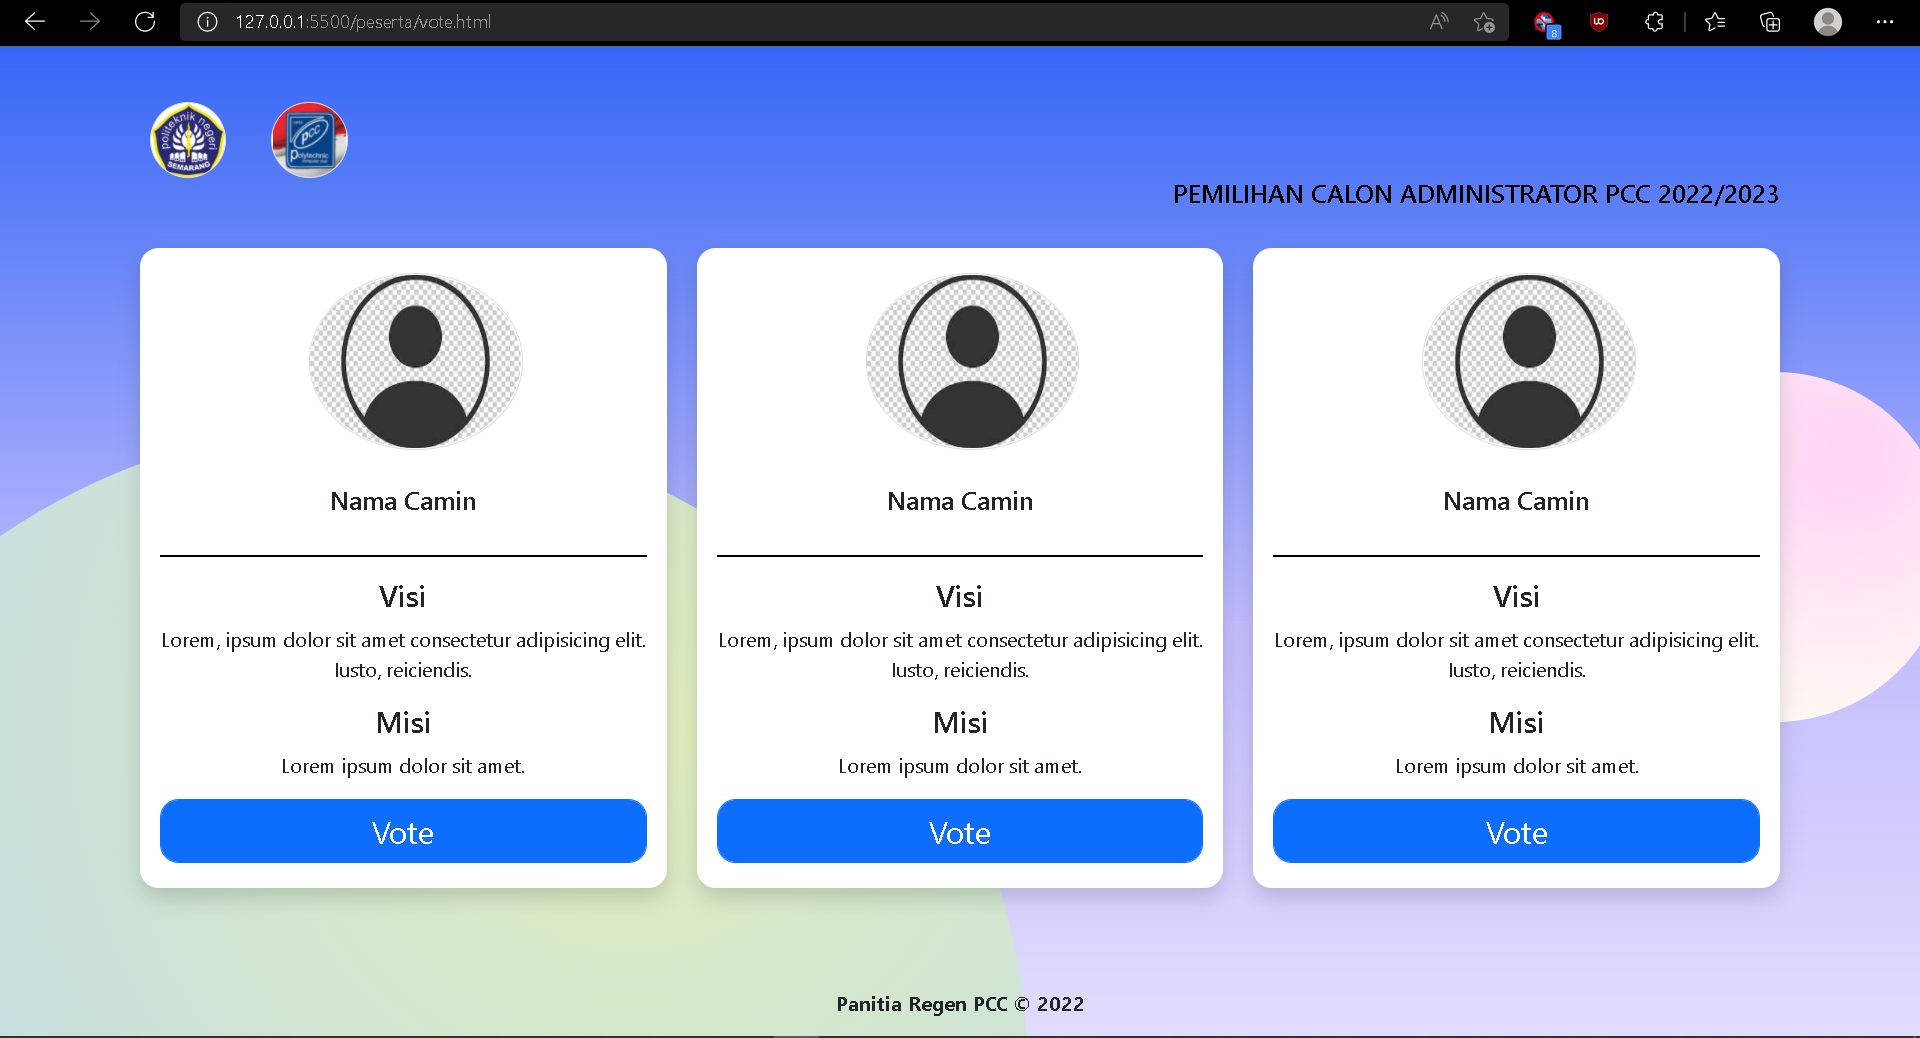 127.0.0.1:5500/peserta/vote.html
8
politeknik negeri
SEMARANG
PCC
Polytechnic
PEMILIHAN CALON ADMINISTRATOR PCC 2022/2023
Nama Camin
Visi
Lorem, ipsum dolor sit amet consectetur adipisicing elit.
Iusto, reiciendis.
Misi
Lorem ipsum dolor sit amet.
Vote
Nama Camin
Visi
Lorem, ipsum dolor sit amet consectetur adipisicing elit.
Iusto, reiciendis.
Misi
Lorem ipsum dolor sit amet.
Vote
Nama Camin
Visi
Lorem, ipsum dolor sit amet consectetur adipisicing elit.
Iusto, reiciendis.
Misi
Lorem ipsum dolor sit amet.
Vote
Panitia Regen PCC © 2022